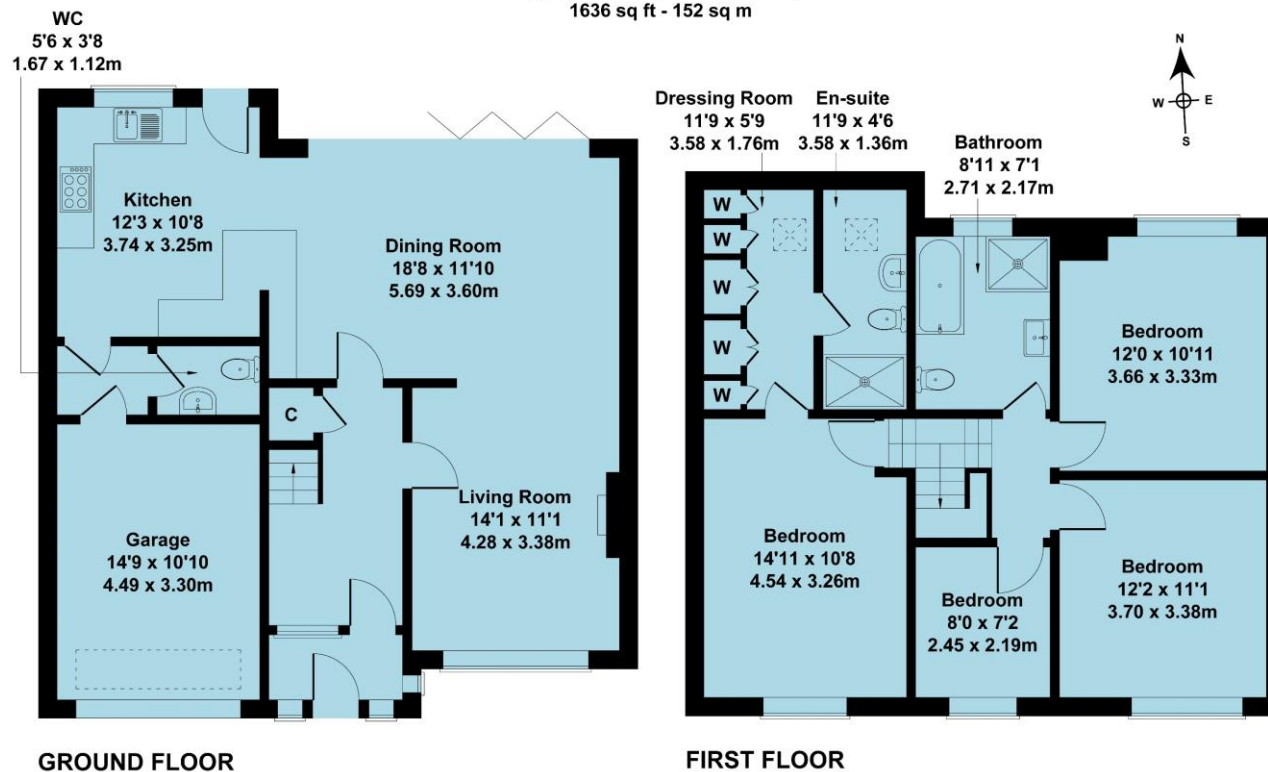 1636 sq ft - 152 sq m
WC
5'6 x 3'8
1.67 x 1.12m
Kitchen
12'3 x 10'8
3.74 x 3.25m
Dining Room
18'8 x 11'10
5.69 x 3.60m
C
Living Room
14'1 x 11'1
4.28 x 3.38m
Garage
14'9 x 10'10
4.49 x 3.30m
GROUND FLOOR
N
W
E
S
Dressing Room
11'9 x 5'9
3.58 x 1.76m
En-suite
11'9 x 4'6
3.58 x 1.36m
Bathroom
8'11 x 7'1
2.71 x 2.17m
W
W
W
W
W
Bedroom
12'0 x 10'11
3.66 x 3.33m
Bedroom
14'11 x 10'8
4.54 x 3.26m
Bedroom
8'0 x 7'2
2.45 x 2.19m
Bedroom
12'2 x 11'1
3.70 x 3.38m
FIRST FLOOR